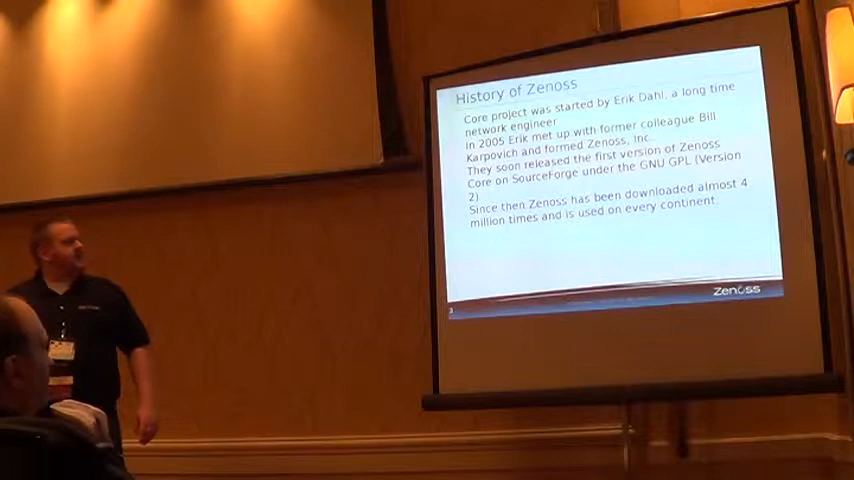 History of Zenoss
Core project was started by Erik Dahl, a long time
network engineer
In 2005 Erik met up with former colleague Bill
Karpovich and formed Zenoss, Inc.
They soon released the first version of Zenoss
Core on SourceForge under the GNU GPL (Version
2)
Since then Zenoss has been downloaded almost 4
million times and is used on every continent.
3
Zenoss